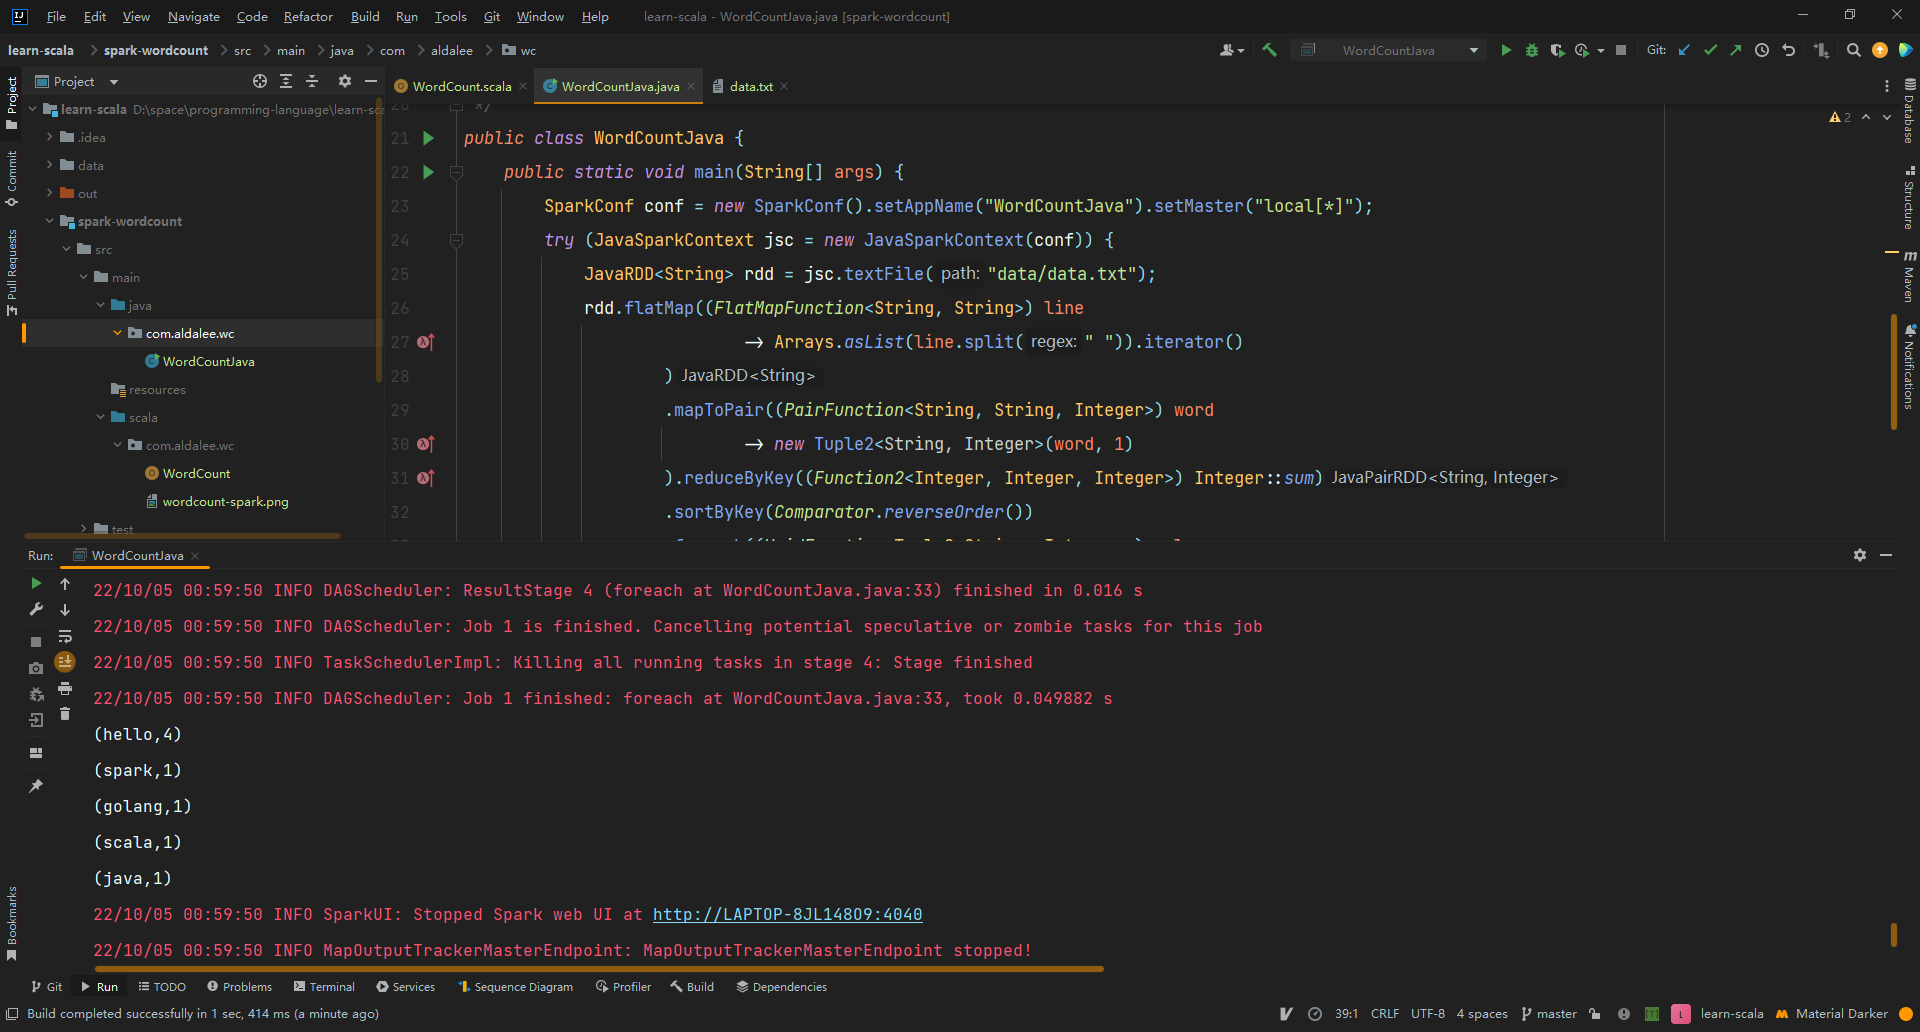 File Edit View Navigate Code Refactor Build Run Tools Git Window Help learn-scala - WordCountJava.java [spark-wordcount]
learn-scala spark-wordcount src main java com aldalee wc WordCountJava Git:
Project WordCount.scala WordCountJava.java data.txt
learn-scala D:\space\programming-language\learn-sca
.idea
data
out
spark-wordcount
src
main
java
com.aldalee.wc
WordCountJava
resources
scala
com.aldalee.wc
WordCount
wordcount-spark.png
test
Project
Commit
Pull Requests
Bookmarks
20 */
21 public class WordCountJava {
22 public static void main(String[] args) {
23 SparkConf conf = new SparkConf().setAppName("WordCountJava").setMaster("local[*]");
24 try (JavaSparkContext jsc = new JavaSparkContext(conf)) {
25 JavaRDD<String> rdd = jsc.textFile( path: "data/data.txt");
26 rdd.flatMap((FlatMapFunction<String, String>) line
27 -> Arrays.asList(line.split( regex: " ")).iterator()
28 ) JavaRDD<String>
29 .mapToPair((PairFunction<String, String, Integer>) word
30 -> new Tuple2<String, Integer>(word, 1)
31 ).reduceByKey((Function2<Integer, Integer, Integer>) Integer::sum) JavaPairRDD<String, Integer>
32 .sortByKey(Comparator.reverseOrder())
2
Database
Structure
m Maven
Notifications
Run: WordCountJava
22/10/05 00:59:50 INFO DAGScheduler: ResultStage 4 (foreach at WordCountJava.java:33) finished in 0.016 s
22/10/05 00:59:50 INFO DAGScheduler: Job 1 is finished. Cancelling potential speculative or zombie tasks for this job
22/10/05 00:59:50 INFO TaskSchedulerImpl: Killing all running tasks in stage 4: Stage finished
22/10/05 00:59:50 INFO DAGScheduler: Job 1 finished: foreach at WordCountJava.java:33, took 0.049882 s
(hello,4)
(spark,1)
(golang,1)
(scala,1)
(java,1)
22/10/05 00:59:50 INFO SparkUI: Stopped Spark web UI at http://LAPTOP-8JL148O9:4040
22/10/05 00:59:50 INFO MapOutputTrackerMasterEndpoint: MapOutputTrackerMasterEndpoint stopped!
Git Run TODO Problems Terminal Services Sequence Diagram Profiler Build Dependencies
Build completed successfully in 1 sec, 414 ms (a minute ago) 39:1 CRLF UTF-8 4 spaces master learn-scala Material Darker